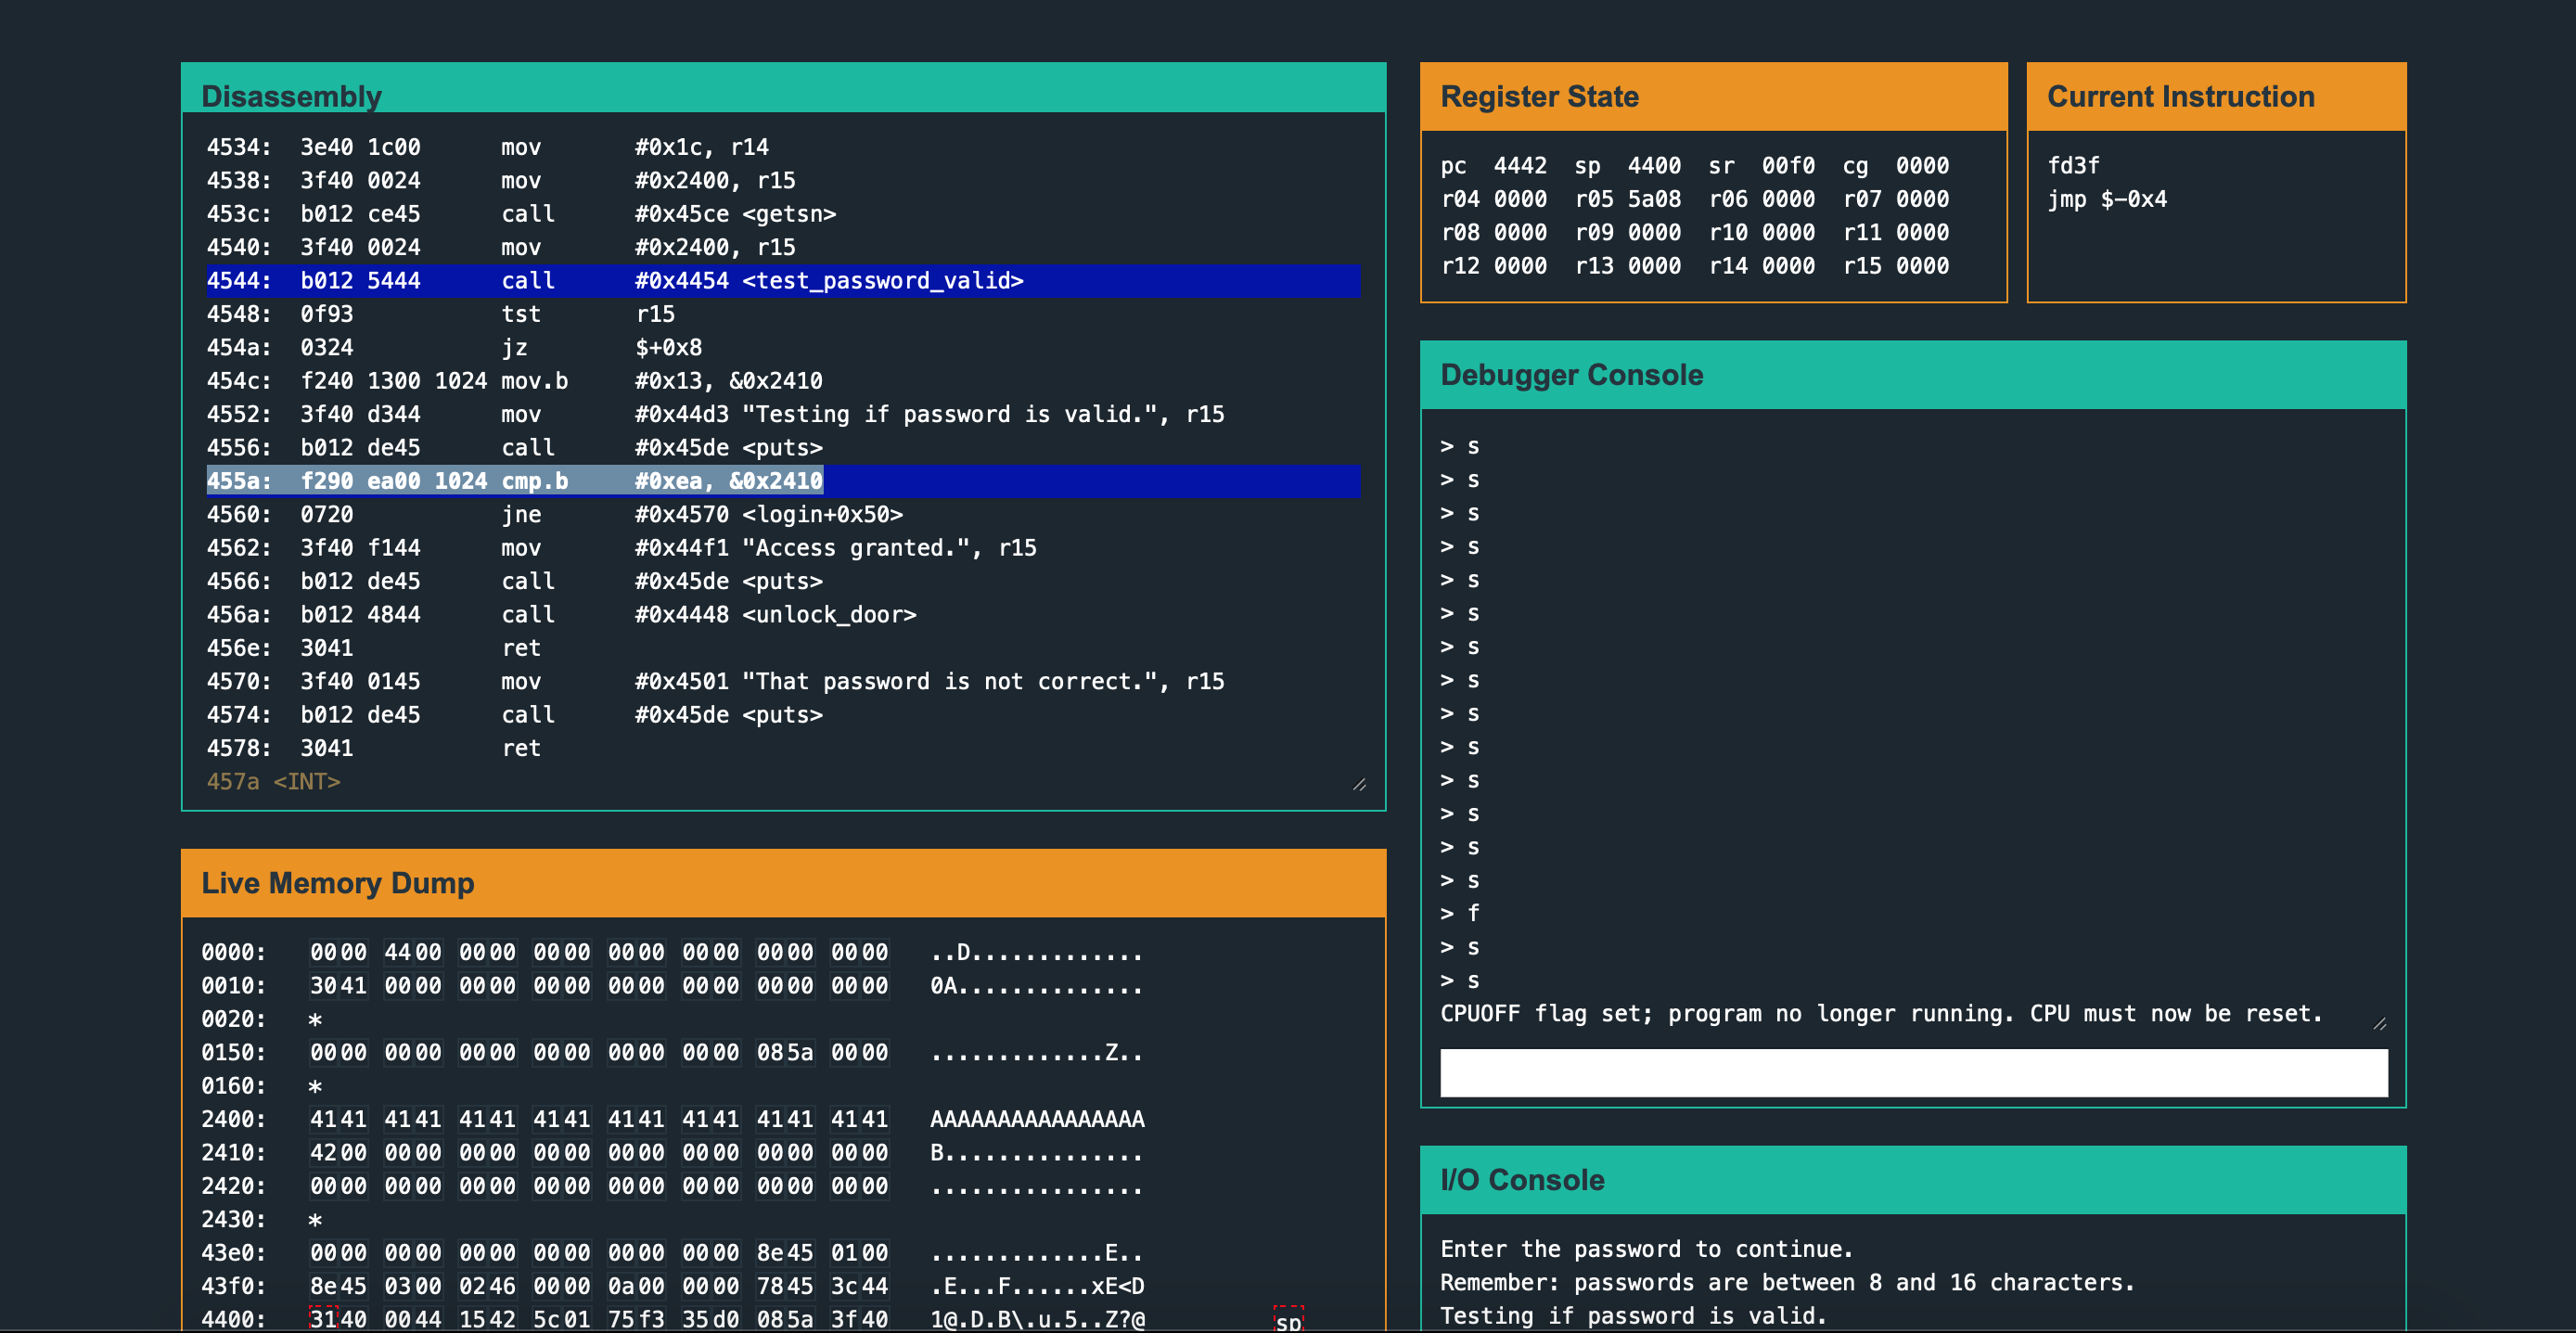 Disassembly
4534: 3e40 1c00 mov #0x1c, r14
4538: 3f40 0024 mov #0x2400, r15
453c: b012 ce45 call #0x45ce <getsn>
4540: 3f40 0024 mov #0x2400, r15
4544: b012 5444 call #0x4454 <test_password_valid>
4548: 0f93 tst r15
454a: 0324 jz $+0x8
454c: f240 1300 1024 mov.b #0x13, &0x2410
4552: 3f40 d344 mov #0x44d3 "Testing if password is valid.", r15
4556: b012 de45 call #0x45de <puts>
455a: f290 ea00 1024 cmp.b #0xea, &0x2410
4560: 0720 jne #0x4570 <login+0x50>
4562: 3f40 f144 mov #0x44f1 "Access granted.", r15
4566: b012 de45 call #0x45de <puts>
456a: b012 4844 call #0x4448 <unlock_door>
456e: 3041 ret
4570: 3f40 0145 mov #0x4501 "That password is not correct.", r15
4574: b012 de45 call #0x45de <puts>
4578: 3041 ret
457a <INT>
Live Memory Dump
0000: 0000 4400 0000 0000 0000 0000 0000 0000 ..D.............
0010: 3041 0000 0000 0000 0000 0000 0000 0000 0A..............
0020: *
0150: 0000 0000 0000 0000 0000 0000 085a 0000 .............Z..
0160: *
2400: 4141 4141 4141 4141 4141 4141 4141 4141 AAAAAAAAAAAAAAAA
2410: 4200 0000 0000 0000 0000 0000 0000 0000 B...............
2420: 0000 0000 0000 0000 0000 0000 0000 0000 ................
2430: *
43e0: 0000 0000 0000 0000 0000 0000 8e45 0100 .............E..
43f0: 8e45 0300 0246 0000 0a00 0000 7845 3c44 .E...F......xE<D
4400: 3140 0044 1542 5c01 75f3 35d0 085a 3f40 1@.D.B\.u.5..Z?@ sp
Register State
pc 4442 sp 4400 sr 00f0 cg 0000
r04 0000 r05 5a08 r06 0000 r07 0000
r08 0000 r09 0000 r10 0000 r11 0000
r12 0000 r13 0000 r14 0000 r15 0000
Current Instruction
fd3f
jmp $-0x4
Debugger Console
> s
> s
> s
> s
> s
> s
> s
> s
> s
> s
> s
> s
> s
> s
> f
> s
> s
CPUOFF flag set; program no longer running. CPU must now be reset.
I/O Console
Enter the password to continue.
Remember: passwords are between 8 and 16 characters.
Testing if password is valid.